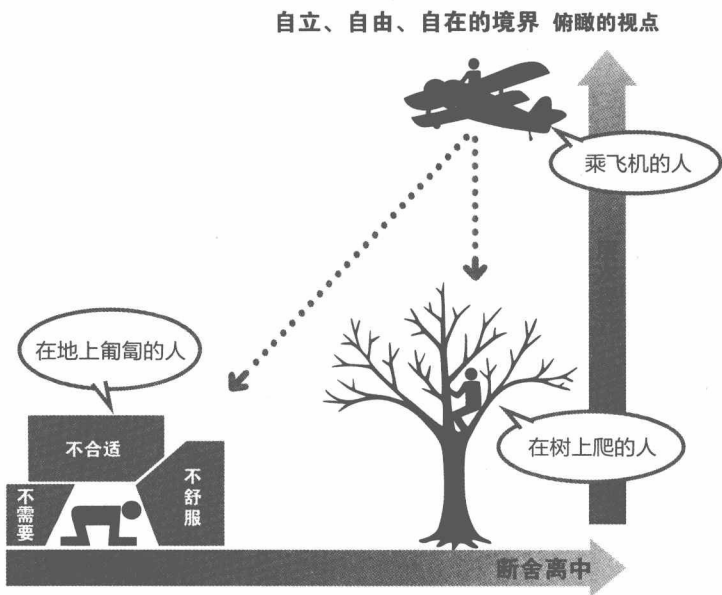 自立、自由、自在的境界 俯瞰的视点
乘飞机的人
在地上匍匐的人
不合适
不舒服
不需要
在树上爬的人
断舍离中